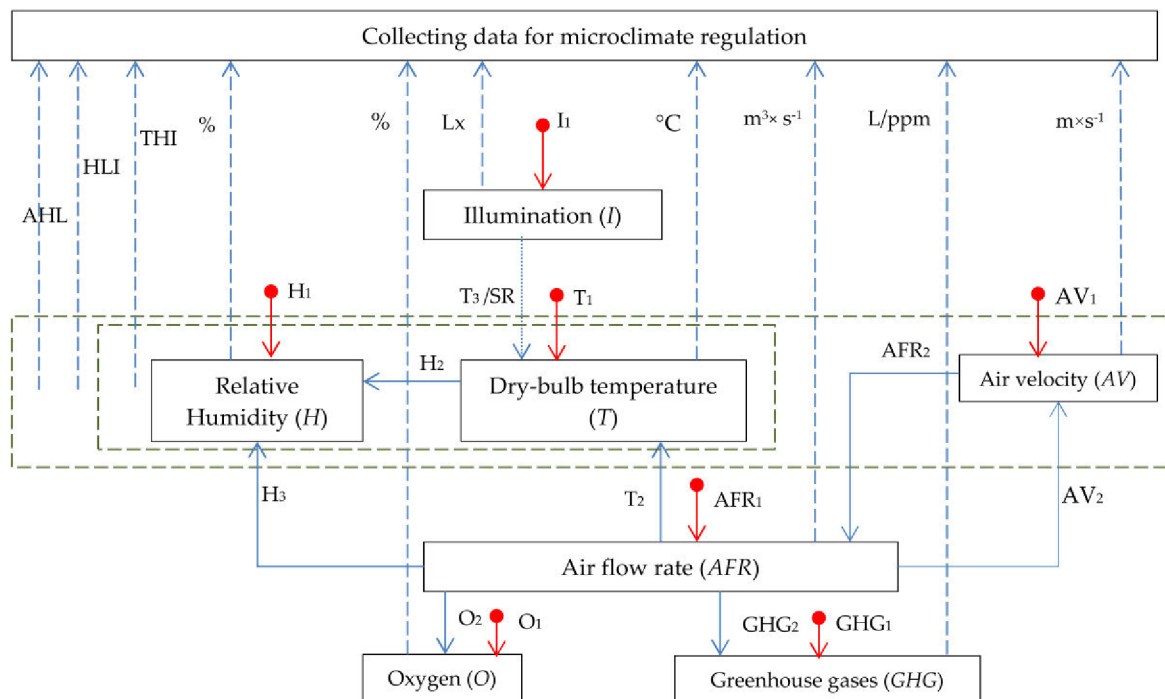 Collecting data for microclimate regulation
AHL
HLI
THI
%
%
Lx
I₁
°C
m³× s⁻¹
L/ppm
m×s⁻¹
Illumination (I)
H₁
T₃/SR
T₁
AV₁
AFR₂
Relative
Humidity (H)
H₂
Dry-bulb temperature
(T)
Air velocity (AV)
H₃
T₂
AFR₁
AV₂
Air flow rate (AFR)
O₂
O₁
GHG₂
GHG₁
Oxygen (O)
Greenhouse gases (GHG)